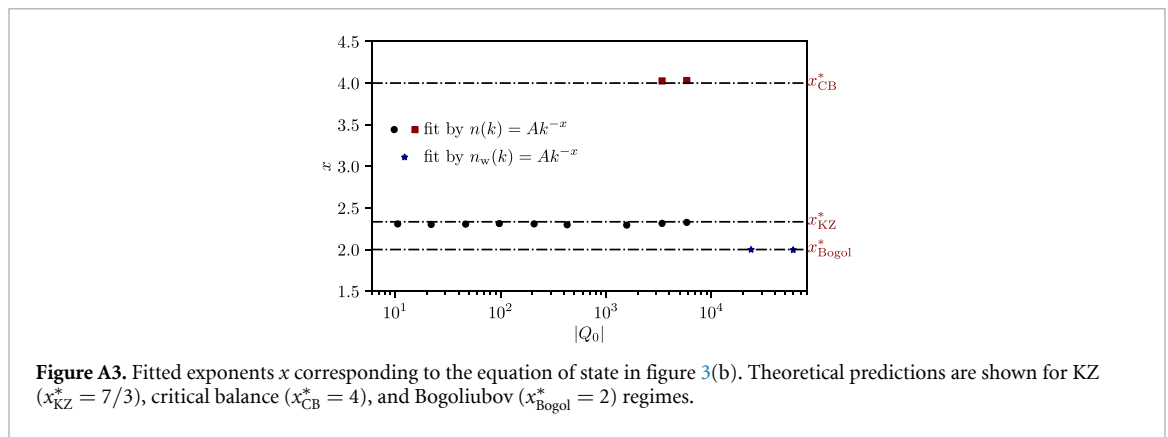 4.5
4.0
3.5
3.0
2.5
2.0
1.5
x
fit by n(k) = Ak^{-x}
fit by n_w(k) = Ak^{-x}
x*_CB
x*_KZ
x*_Bogol
10^1
10^2
10^3
10^4
|Q_0|
Figure A3. Fitted exponents x corresponding to the equation of state in figure 3(b). Theoretical predictions are shown for KZ
(x*_KZ = 7/3), critical balance (x*_CB = 4), and Bogoliubov (x*_Bogol = 2) regimes.